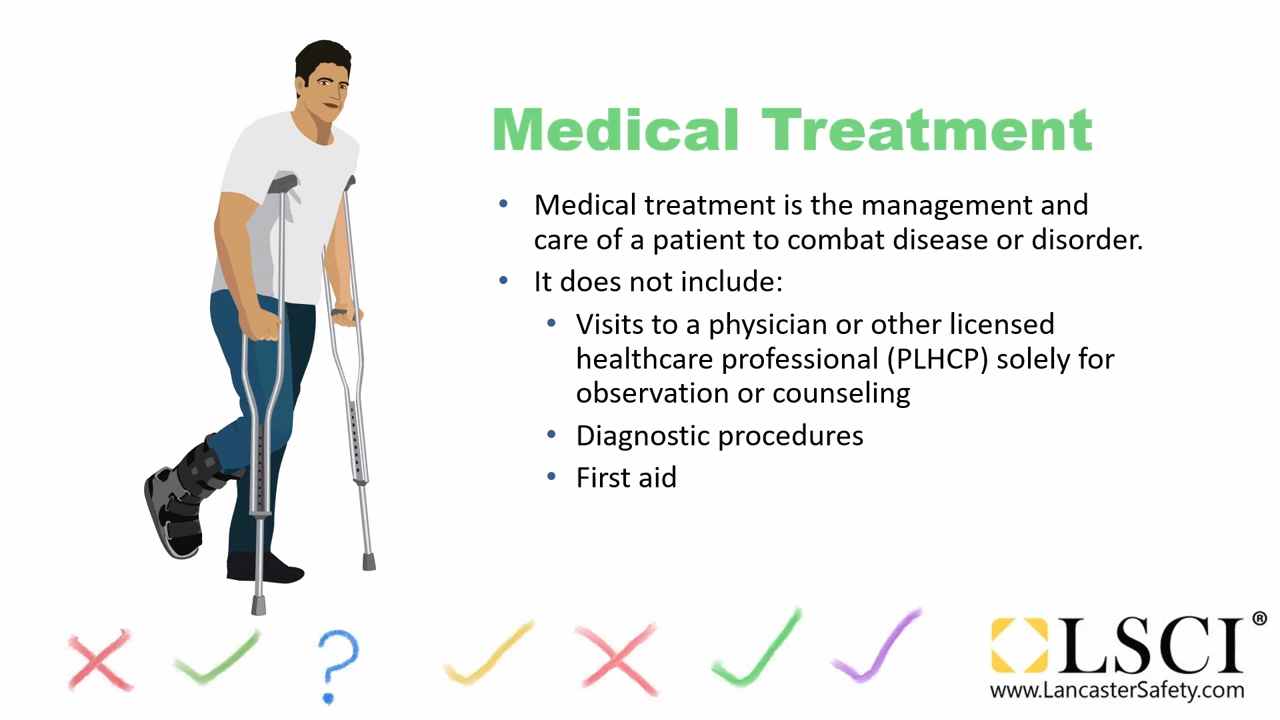 Medical Treatment
• Medical treatment is the management and
care of a patient to combat disease or disorder.
• It does not include:
• Visits to a physician or other licensed
healthcare professional (PLHCP) solely for
observation or counseling
• Diagnostic procedures
• First aid
?
LSCI®
www.LancasterSafety.com